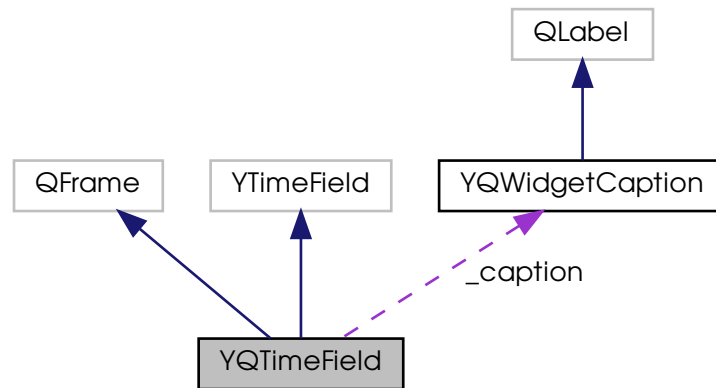 QLabel
QFrame
YTimeField
YQWidgetCaption
_caption
YQTimeField